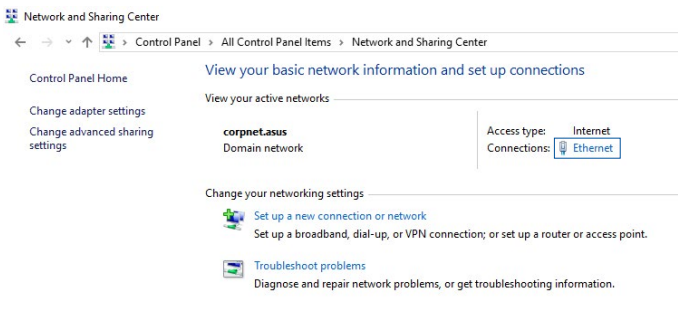 Network and Sharing Center
Control Panel > All Control Panel Items > Network and Sharing Center
Control Panel Home
Change adapter settings
Change advanced sharing
settings
View your basic network information and set up connections
View your active networks
corpnet.asus
Domain network
Access type: Internet
Connections: Ethernet
Change your networking settings
Set up a new connection or network
Set up a broadband, dial-up, or VPN connection; or set up a router or access point.
Troubleshoot problems
Diagnose and repair network problems, or get troubleshooting information.